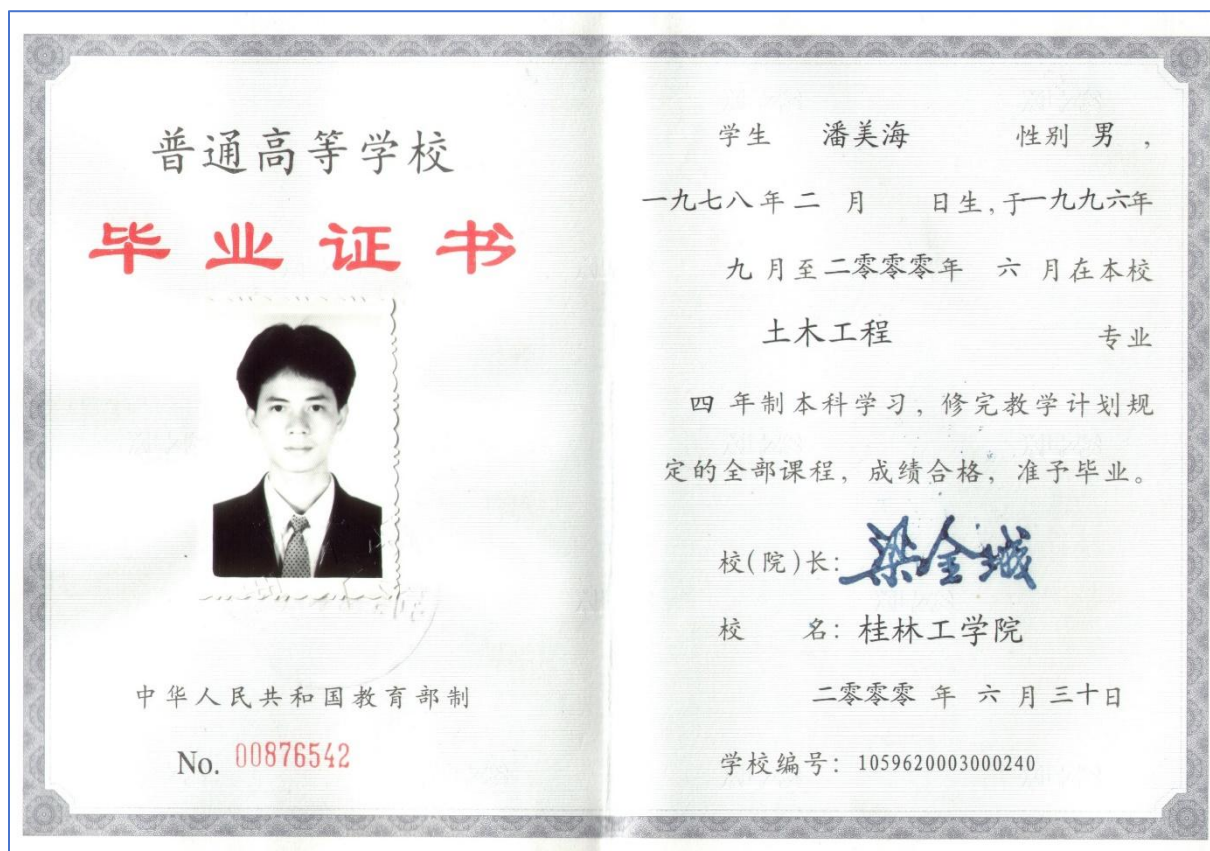 普通高等学校
毕业证书
中华人民共和国教育部制
No. 00876542
学生 潘美海 性别 男，
一九七八年二 月 日生，于一九九六年
九 月至二零零零年 六 月在本校
土木工程 专业
四 年制本科学习，修完教学计划规
定的全部课程，成绩合格，准予毕业。
校(院)长：梁金城
校 名：桂林工学院
二零零零 年 六 月 三十日
学校编号：1059620003000240